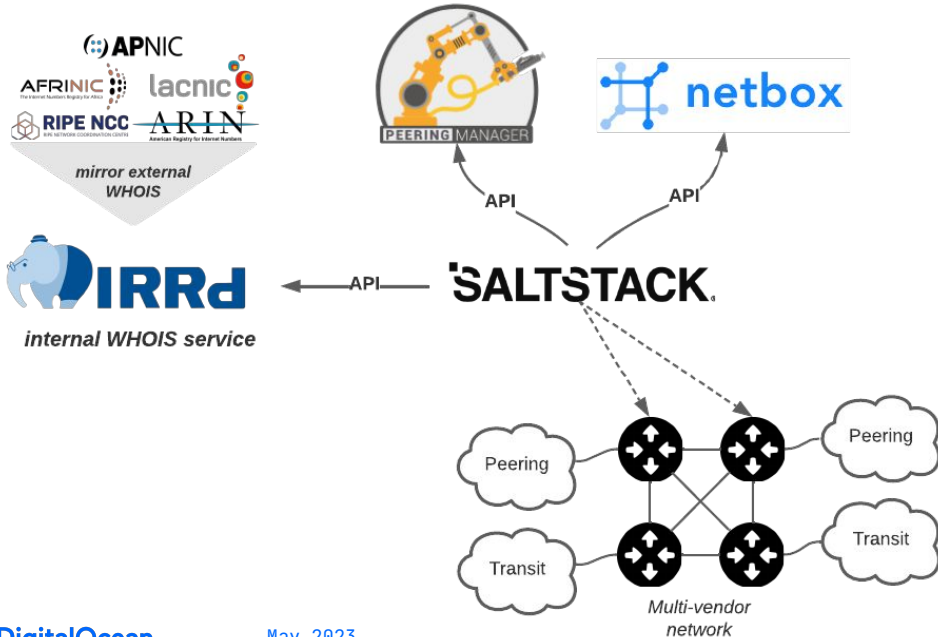 APNIC
AFRINIC
The Internet Numbers Registry for Africa
lacnic
RIPE NCC
RIPE NETWORK COORDINATION CENTRE
ARIN
American Registry for Internet Numbers
mirror external
WHOIS
PEERING MANAGER
netbox
API
API
IRRd
API
SALTSTACK
internal WHOIS service
Peering
Peering
Transit
Transit
Multi-vendor
network
DigitalOcean
May 2023